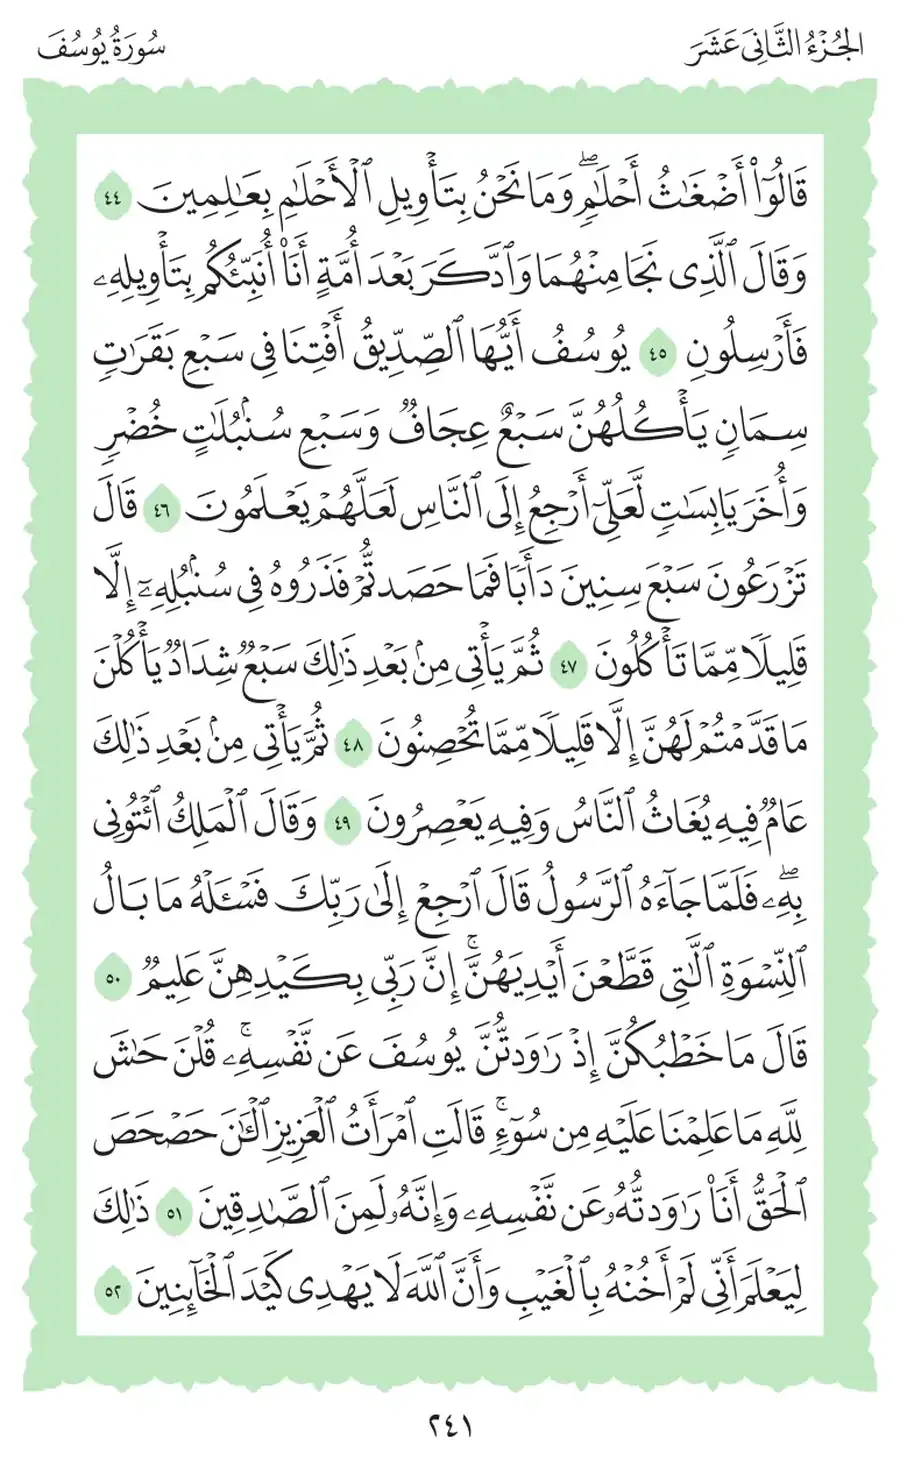 الجُزْءُ الثَّانِيَ عَشَرَ
سُورَةُ يُوسُفَ
قَالُوٓا۟ أَضْغَٰثُ أَحْلَٰمٍۖ وَمَا نَحْنُ بِتَأْوِيلِ ٱلْأَحْلَٰمِ بِعَٰلِمِينَ ٤٤
وَقَالَ ٱلَّذِى نَجَا مِنْهُمَا وَٱدَّكَرَ بَعْدَ أُمَّةٍ أَنَا۠ أُنَبِّئُكُم بِتَأْوِيلِهِۦ
فَأَرْسِلُونِ ٤٥ يُوسُفُ أَيُّهَا ٱلصِّدِّيقُ أَفْتِنَا فِى سَبْعِ بَقَرَٰتٍ
سِمَانٍ يَأْكُلُهُنَّ سَبْعٌ عِجَافٌ وَسَبْعِ سُنۢبُلَٰتٍ خُضْرٍ
وَأُخَرَ يَابِسَٰتٍ لَّعَلِّىٓ أَرْجِعُ إِلَى ٱلنَّاسِ لَعَلَّهُمْ يَعْلَمُونَ ٤٦ قَالَ
تَزْرَعُونَ سَبْعَ سِنِينَ دَأَبًا فَمَا حَصَدتُّمْ فَذَرُوهُ فِى سُنۢبُلِهِۦٓ إِلَّا
قَلِيلًا مِّمَّا تَأْكُلُونَ ٤٧ ثُمَّ يَأْتِى مِنۢ بَعْدِ ذَٰلِكَ سَبْعٌ شِدَادٌ يَأْكُلْنَ
مَا قَدَّمْتُمْ لَهُنَّ إِلَّا قَلِيلًا مِّمَّا تُحْصِنُونَ ٤٨ ثُمَّ يَأْتِى مِنۢ بَعْدِ ذَٰلِكَ
عَامٌ فِيهِ يُغَاثُ ٱلنَّاسُ وَفِيهِ يَعْصِرُونَ ٤٩ وَقَالَ ٱلْمَلِكُ ٱئْتُونِى
بِهِۦۖ فَلَمَّا جَآءَهُ ٱلرَّسُولُ قَالَ ٱرْجِعْ إِلَىٰ رَبِّكَ فَسْـَٔلْهُ مَا بَالُ
ٱلنِّسْوَةِ ٱلَّٰتِى قَطَّعْنَ أَيْدِيَهُنَّۚ إِنَّ رَبِّى بِكَيْدِهِنَّ عَلِيمٌ ٥٠
قَالَ مَا خَطْبُكُنَّ إِذْ رَٰوَدتُّنَّ يُوسُفَ عَن نَّفْسِهِۦۚ قُلْنَ حَٰشَ
لِلَّهِ مَا عَلِمْنَا عَلَيْهِ مِن سُوٓءٍۚ قَالَتِ ٱمْرَأَتُ ٱلْعَزِيزِ ٱلْـَٰٔنَ حَصْحَصَ
ٱلْحَقُّ أَنَا۠ رَٰوَدتُّهُۥ عَن نَّفْسِهِۦ وَإِنَّهُۥ لَمِنَ ٱلصَّٰدِقِينَ ٥١ ذَٰلِكَ
لِيَعْلَمَ أَنِّى لَمْ أَخُنْهُ بِٱلْغَيْبِ وَأَنَّ ٱللَّهَ لَا يَهْدِى كَيْدَ ٱلْخَآئِنِينَ ٥٢
٢٤١